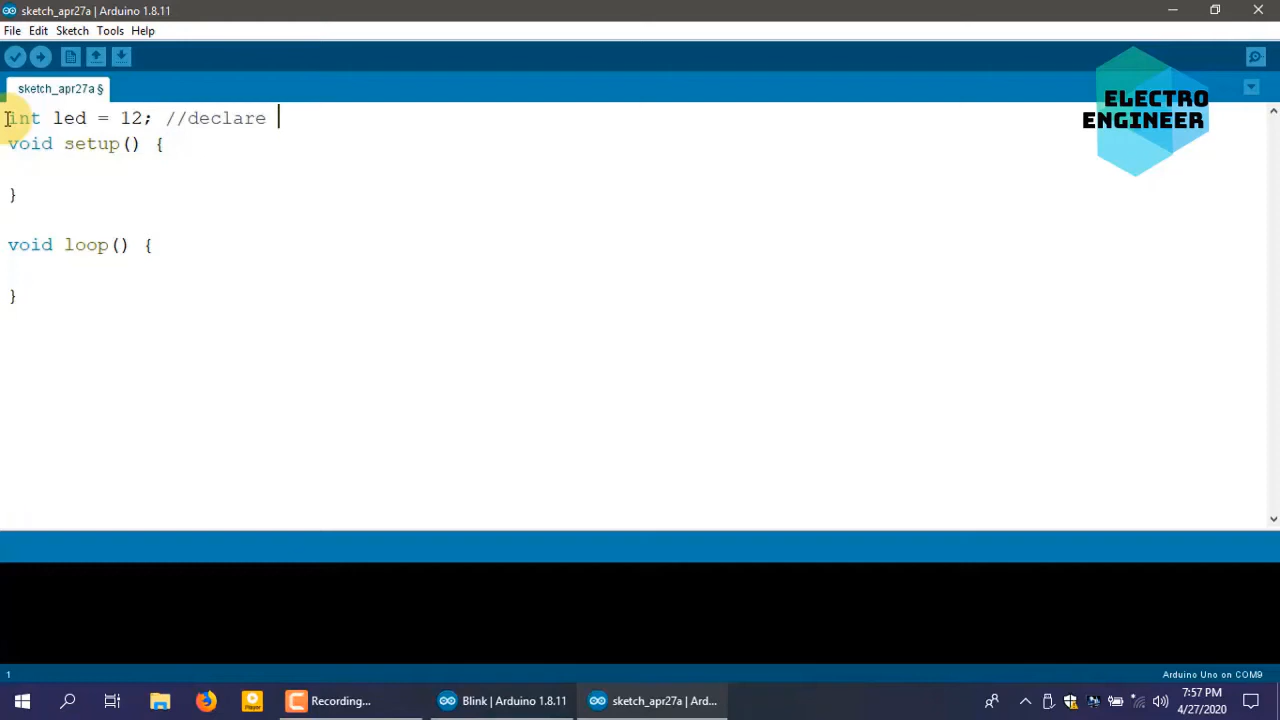 sketch_apr27a | Arduino 1.8.11
File Edit Sketch Tools Help
sketch_apr27a §
ELECTRO
ENGINEER
int led = 12; //declare
void setup() {
}
void loop() {
}
1
Arduino Uno on COM9
Player
Recording...
Blink | Arduino 1.8.11
sketch_apr27a | Ard...
7:57 PM
4/27/2020